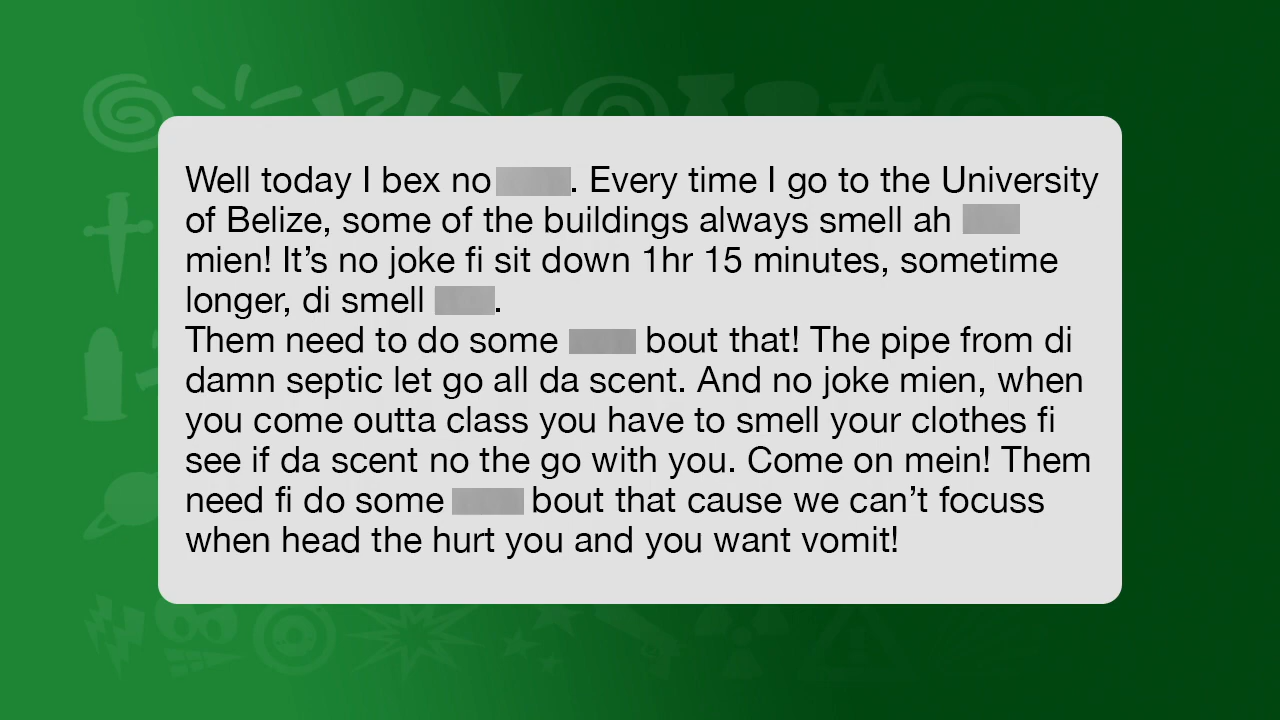 Well today I bex no . Every time I go to the University
of Belize, some of the buildings always smell ah
mien! It’s no joke fi sit down 1hr 15 minutes, sometime
longer, di smell .
Them need to do some bout that! The pipe from di
damn septic let go all da scent. And no joke mien, when
you come outta class you have to smell your clothes fi
see if da scent no the go with you. Come on mein! Them
need fi do some bout that cause we can’t focuss
when head the hurt you and you want vomit!